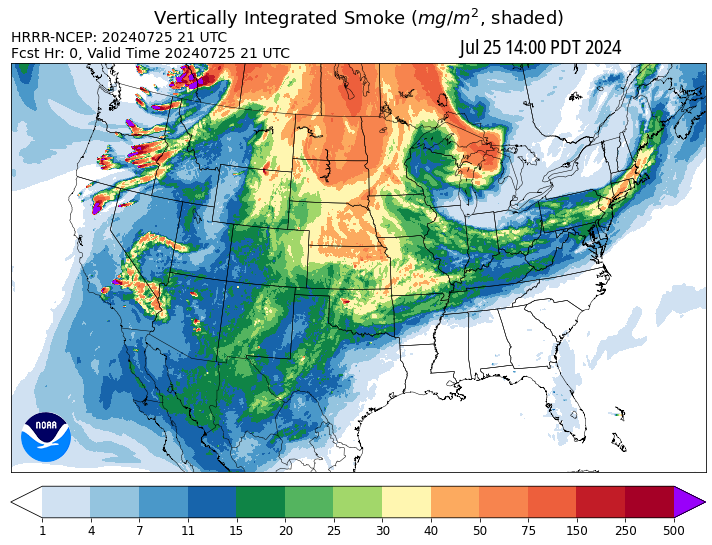 Vertically Integrated Smoke (mg/m², shaded)
HRRR-NCEP: 20240725 21 UTC
Fcst Hr: 0, Valid Time 20240725 21 UTC
Jul 25 14:00 PDT 2024
NOAA
1 4 7 11 15 20 25 30 40 50 75 150 250 500